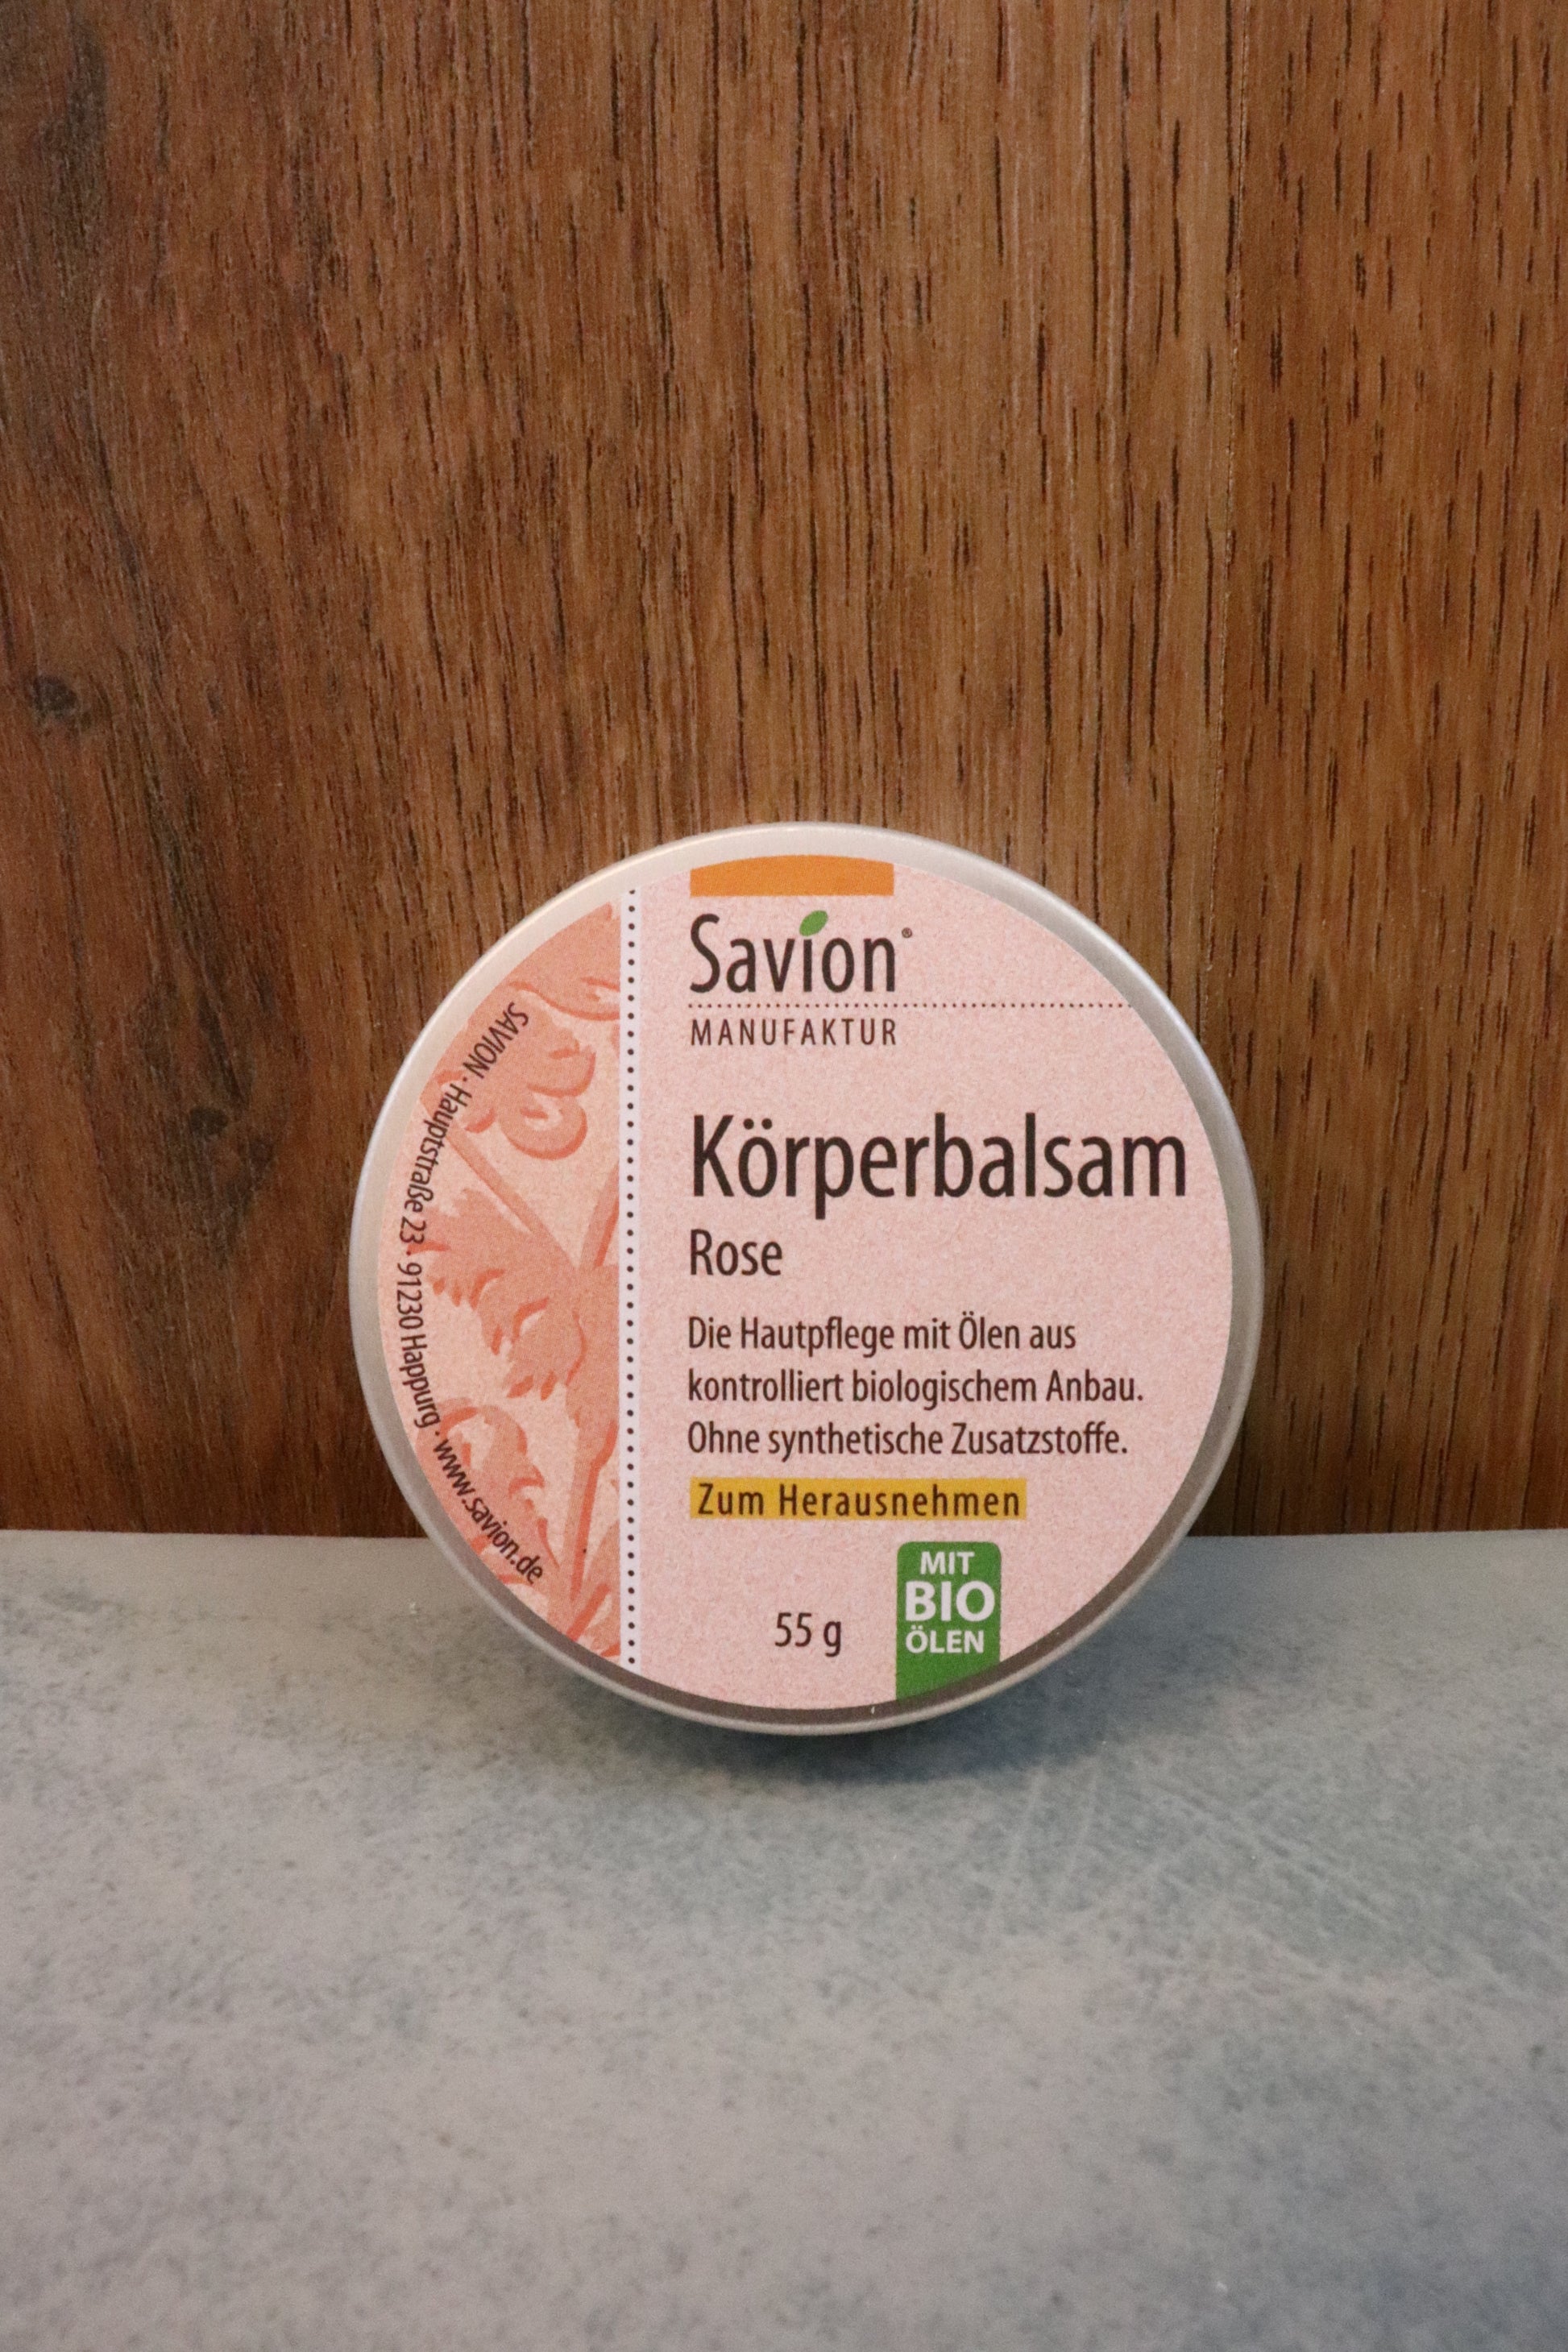 Savion®
MANUFAKTUR
Körperbalsam
Rose
Die Hautpflege mit Ölen aus
kontrolliert biologischem Anbau.
Ohne synthetische Zusatzstoffe.
Zum Herausnehmen
55 g
MIT
BIO
ÖLEN
SAVION · Hauptstraße 23 · 91230 Happurg · www.savion.de